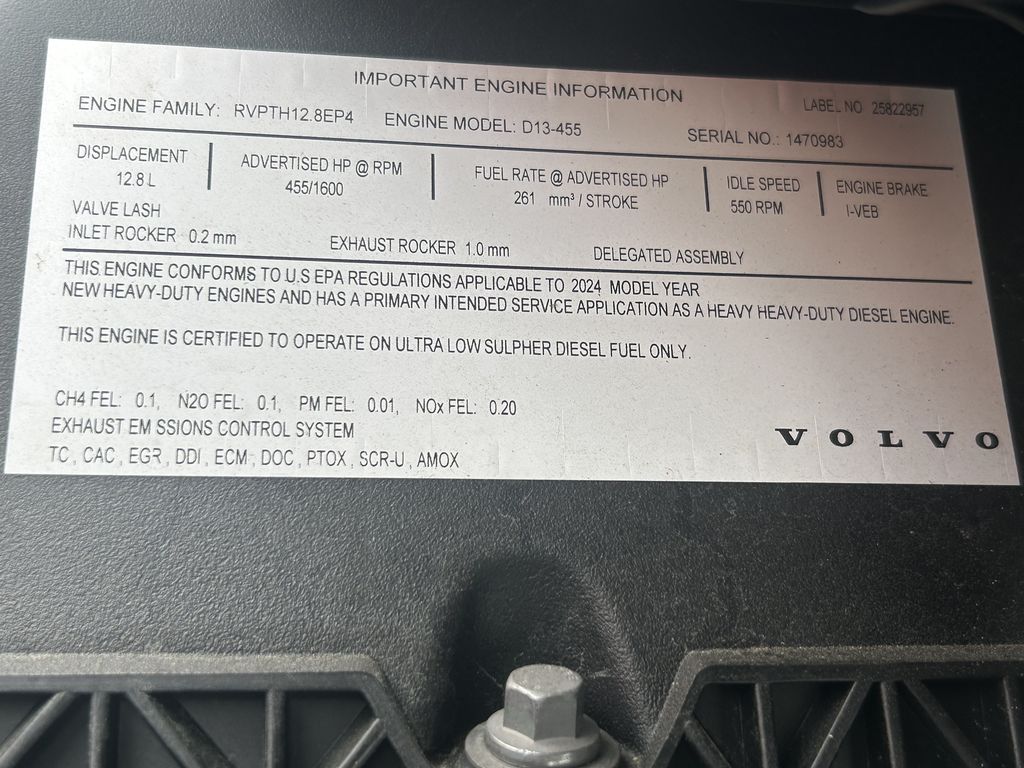 IMPORTANT ENGINE INFORMATION
LABEL NO 25822957
ENGINE FAMILY: RVPTH12.8EP4 ENGINE MODEL: D13-455 SERIAL NO.: 1470983
DISPLACEMENT ADVERTISED HP @ RPM FUEL RATE @ ADVERTISED HP IDLE SPEED ENGINE BRAKE
12.8 L 455/1600 261 mm³ / STROKE 550 RPM I-VEB
VALVE LASH
INLET ROCKER 0.2 mm EXHAUST ROCKER 1.0 mm DELEGATED ASSEMBLY
THIS ENGINE CONFORMS TO U.S EPA REGULATIONS APPLICABLE TO 2024 MODEL YEAR
NEW HEAVY-DUTY ENGINES AND HAS A PRIMARY INTENDED SERVICE APPLICATION AS A HEAVY HEAVY-DUTY DIESEL ENGINE.
THIS ENGINE IS CERTIFIED TO OPERATE ON ULTRA LOW SULPHER DIESEL FUEL ONLY.
CH4 FEL: 0.1, N2O FEL: 0.1, PM FEL: 0.01, NOx FEL: 0.20
EXHAUST EM SSIONS CONTROL SYSTEM
TC , CAC , EGR , DDI , ECM , DOC , PTOX , SCR-U , AMOX
VOLVO